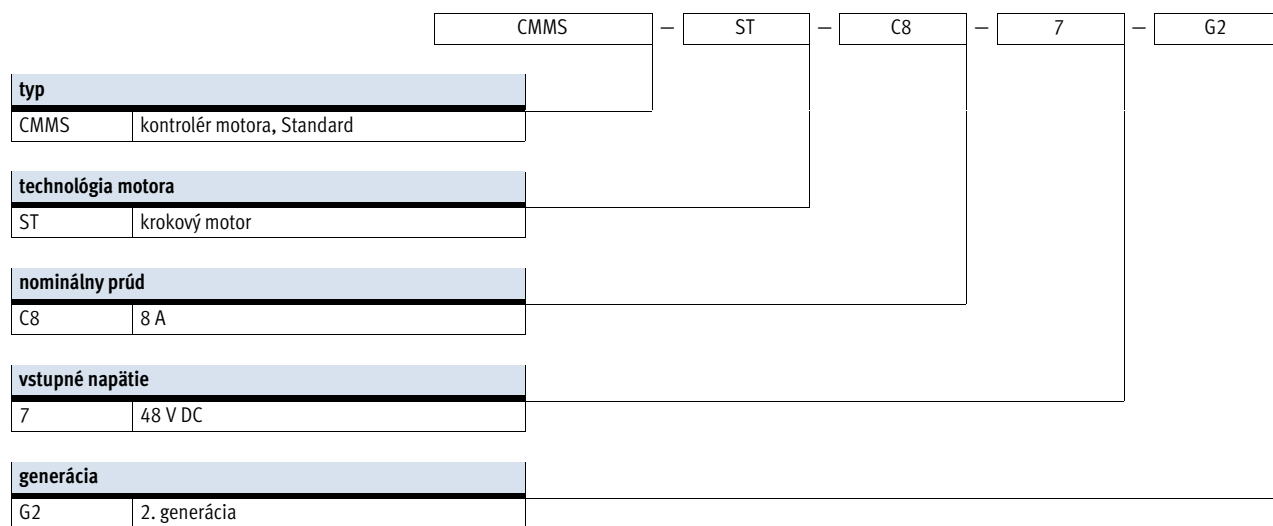 CMMS — ST — C8 — 7 — G2
typ
CMMS kontrolér motora, Standard
technológia motora
ST krokový motor
nominálny prúd
C8 8 A
vstupné napätie
7 48 V DC
generácia
G2 2. generácia